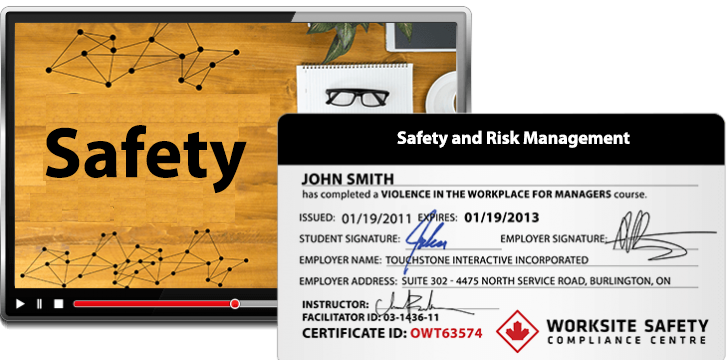 Safety
Safety and Risk Management
JOHN SMITH
has completed a VIOLENCE IN THE WORKPLACE FOR MANAGERS course.
ISSUED: 01/19/2011 EXPIRES: 01/19/2013
STUDENT SIGNATURE: John EMPLOYER SIGNATURE:
EMPLOYER NAME: TOUCHSTONE INTERACTIVE INCORPORATED
EMPLOYER ADDRESS: SUITE 302 - 4475 NORTH SERVICE ROAD, BURLINGTON, ON
INSTRUCTOR:
FACILITATOR ID: 03-1436-11
CERTIFICATE ID: OWT63574
WORKSITE SAFETY
COMPLIANCE CENTRE